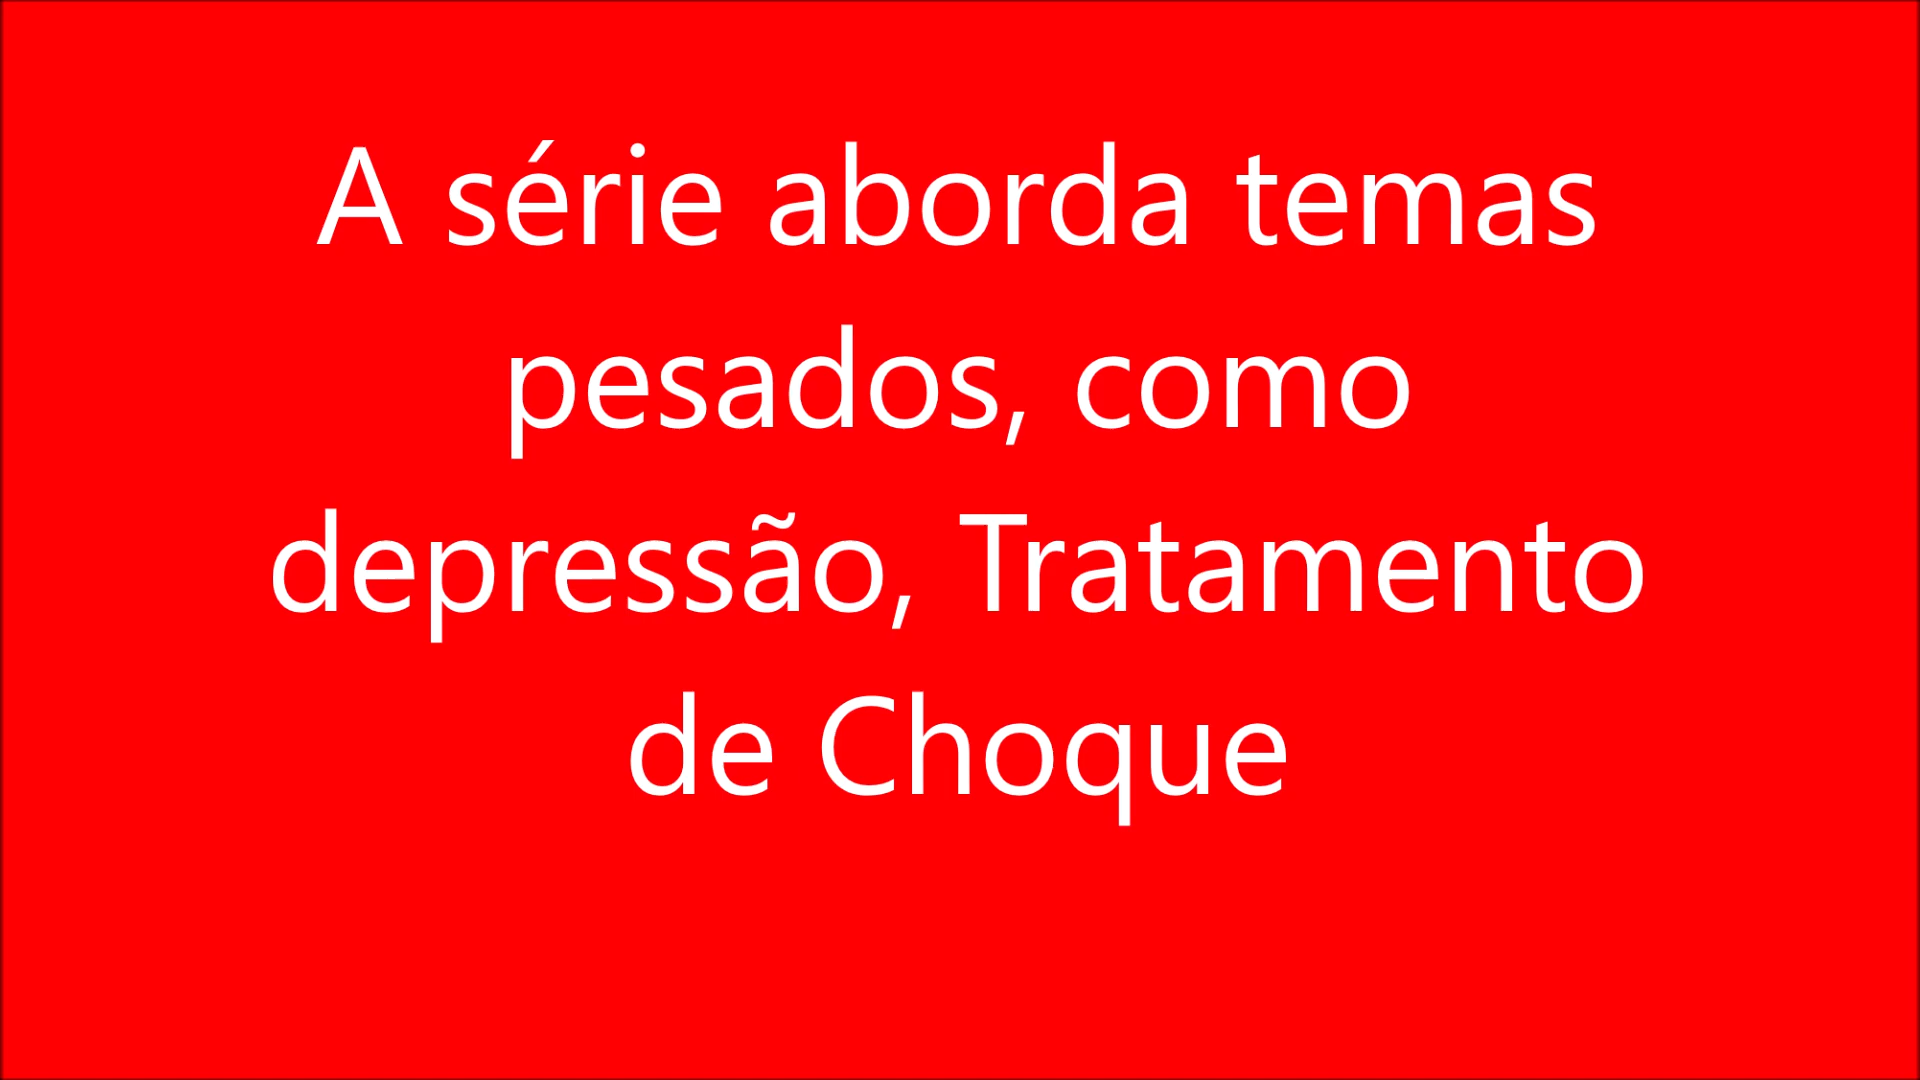 A série aborda temas
pesados, como
depressão, Tratamento
de Choque